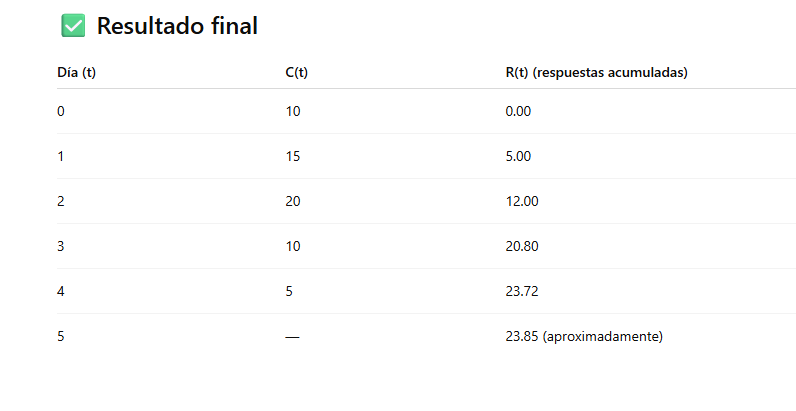 ✅ Resultado final
Día (t) C(t) R(t) (respuestas acumuladas)
0 10 0.00
1 15 5.00
2 20 12.00
3 10 20.80
4 5 23.72
5 — 23.85 (aproximadamente)